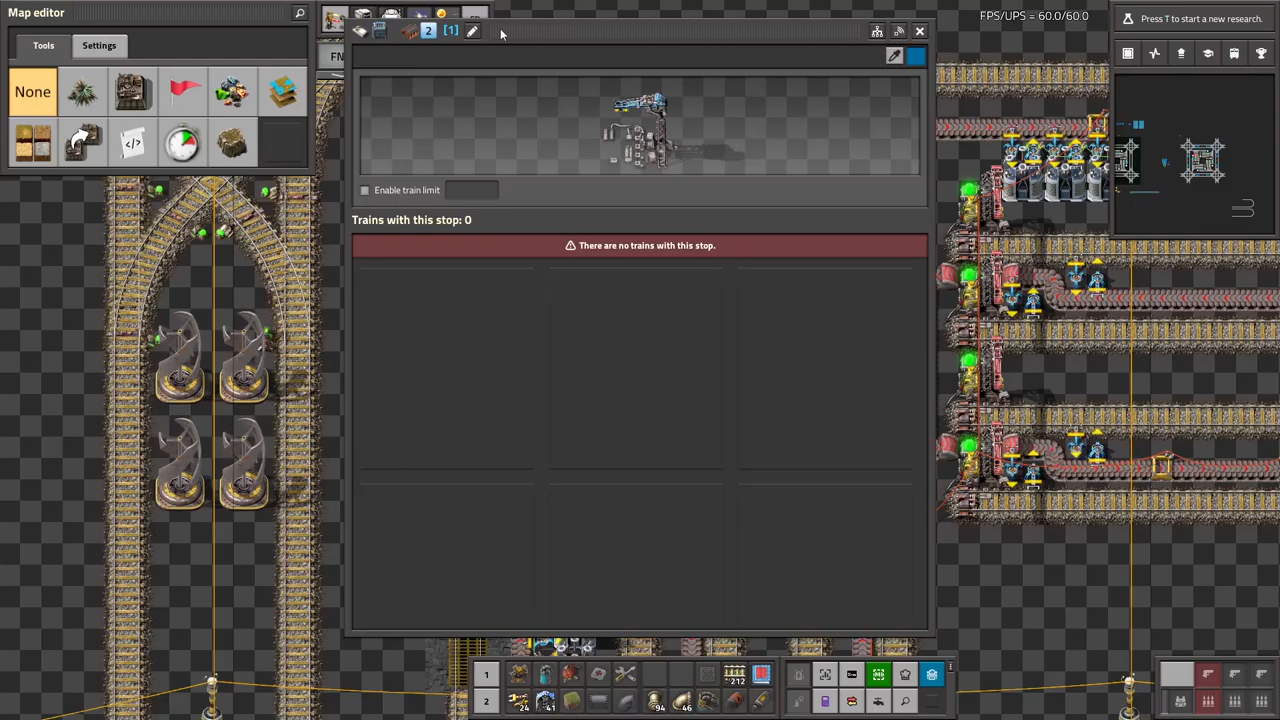 Map editor
Tools
Settings
None
2
[1]
FN
FPS/UPS = 60.0/60.0
Press T to start a new research.
Enable train limit
Trains with this stop: 0
There are no trains with this stop.
1
212
2
24
41
94
46